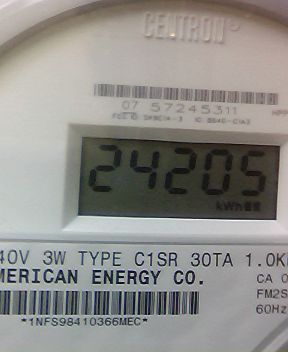 CENTRON
07 57245311
24205
kWh
40V 3W TYPE C1SR 30TA 1.0K
MERICAN ENERGY CO.
CA
FM2S
60Hz
*1NFS98410366MEC*